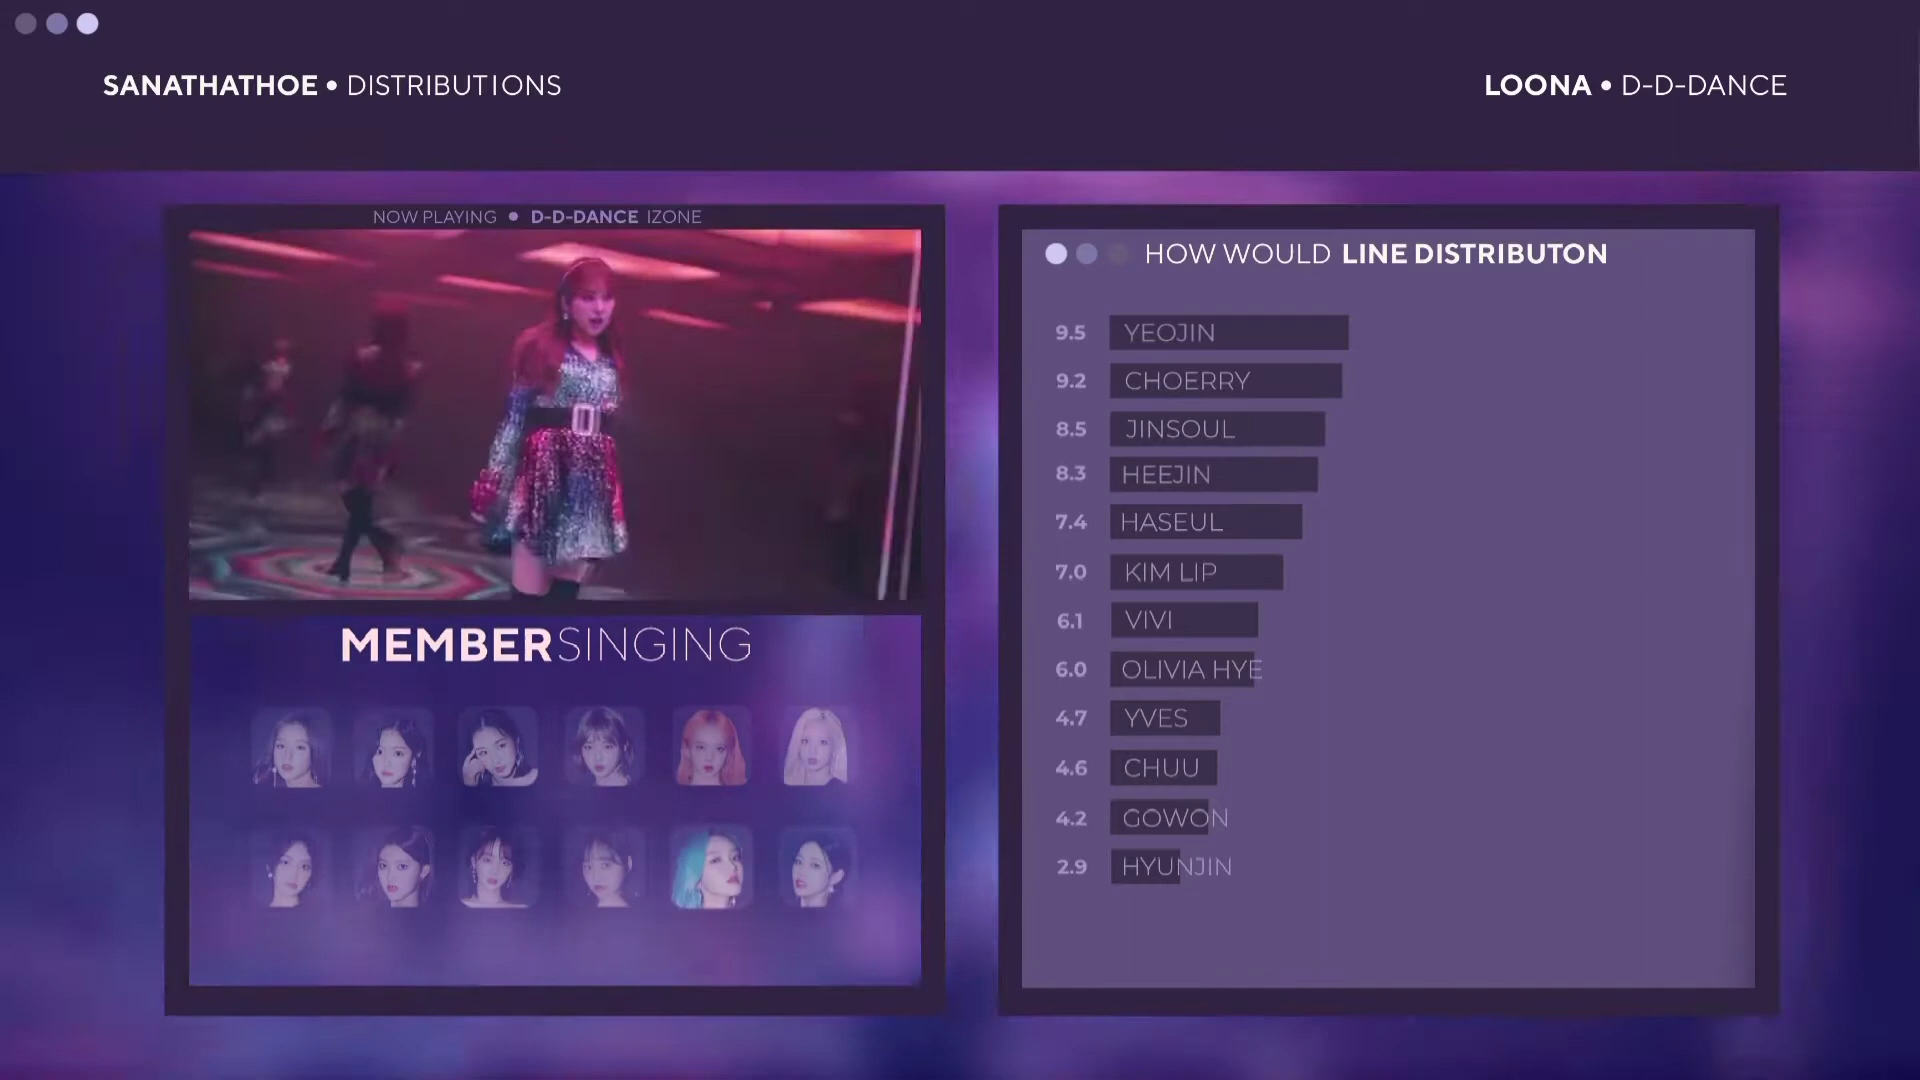 SANATHATHOE • DISTRIBUTIONS
LOONA • D-D-DANCE
NOW PLAYING • D-D-DANCE IZONE
MEMBERSINGING
HOW WOULD LINE DISTRIBUTON
9.5 YEOJIN
9.2 CHOERRY
8.5 JINSOUL
8.3 HEEJIN
7.4 HASEUL
7.0 KIM LIP
6.1 VIVI
6.0 OLIVIA HYE
4.7 YVES
4.6 CHUU
4.2 GOWON
2.9 HYUNJIN